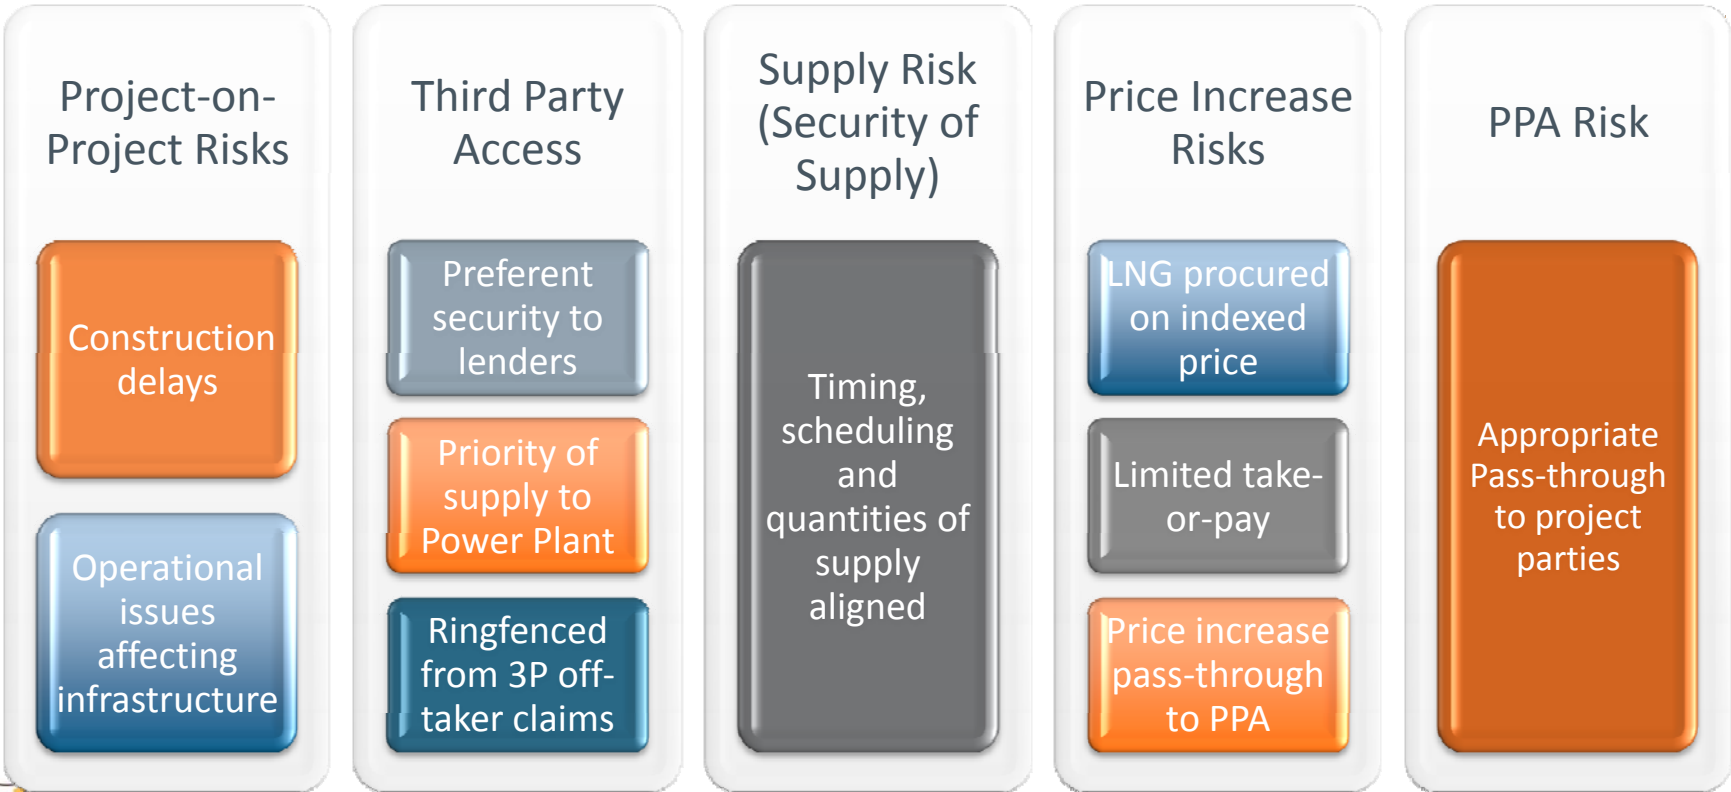 Project-on-
Project Risks
Construction
delays
Operational
issues
affecting
infrastructure
Third Party
Access
Preferent
security to
lenders
Priority of
supply to
Power Plant
Ringfenced
from 3P off-
taker claims
Supply Risk
(Security of
Supply)
Timing,
scheduling
and
quantities of
supply
aligned
Price Increase
Risks
LNG procured
on indexed
price
Limited take-
or-pay
Price increase
pass-through
to PPA
PPA Risk
Appropriate
Pass-through
to project
parties